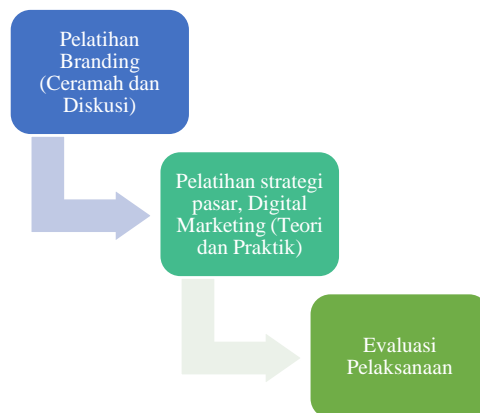 Pelatihan
Branding
(Ceramah dan
Diskusi)
Pelatihan strategi
pasar, Digital
Marketing (Teori
dan Praktik)
Evaluasi
Pelaksanaan